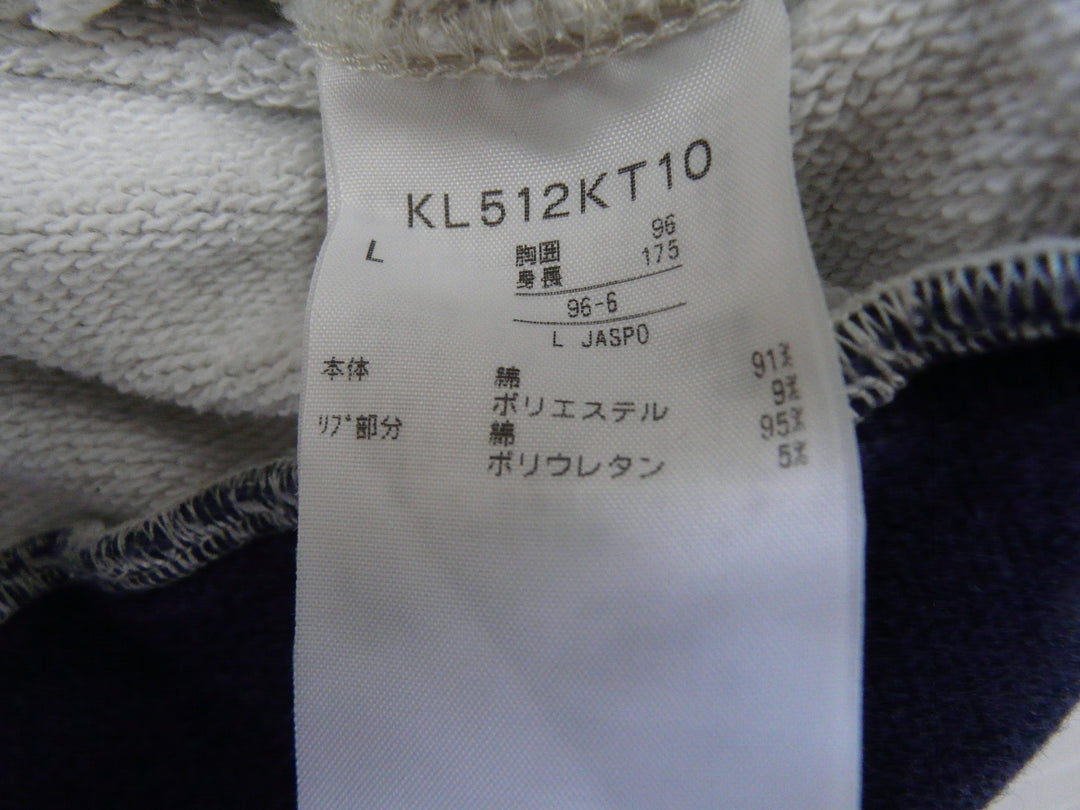 KL512KT10
L 胸囲 96
身長 175
96-6
L JASPO
本体 綿 91%
ポリエステル 9%
リブ部分 綿 95%
ポリウレタン 5%